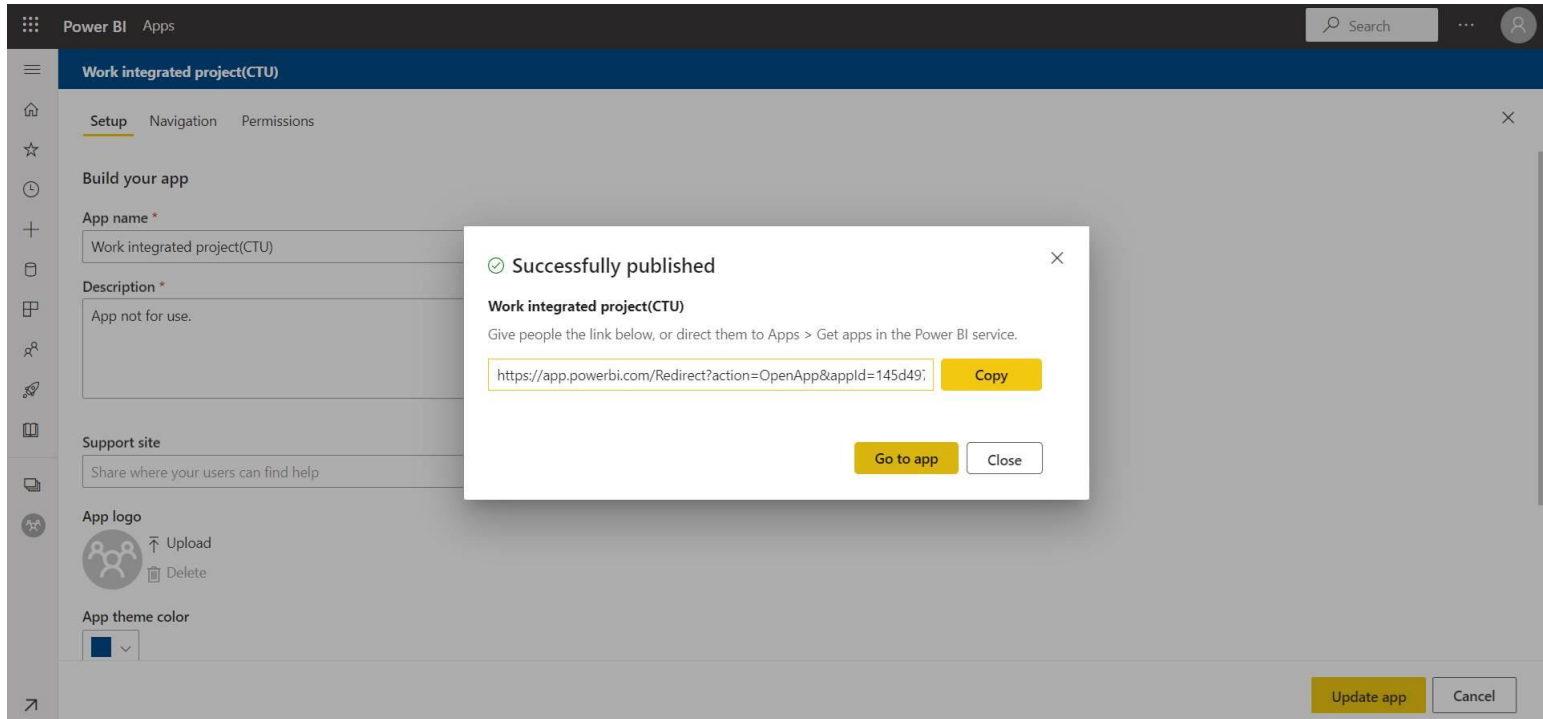 Power BI Apps
Search
Work integrated project(CTU)
Setup Navigation Permissions
Build your app
App name *
Work integrated project(CTU)
Description *
App not for use.
Support site
Share where your users can find help
App logo
Upload
Delete
App theme color
Successfully published
Work integrated project(CTU)
Give people the link below, or direct them to Apps > Get apps in the Power BI service.
https://app.powerbi.com/Redirect?action=OpenApp&appId=145d497
Copy
Go to app Close
Update app Cancel